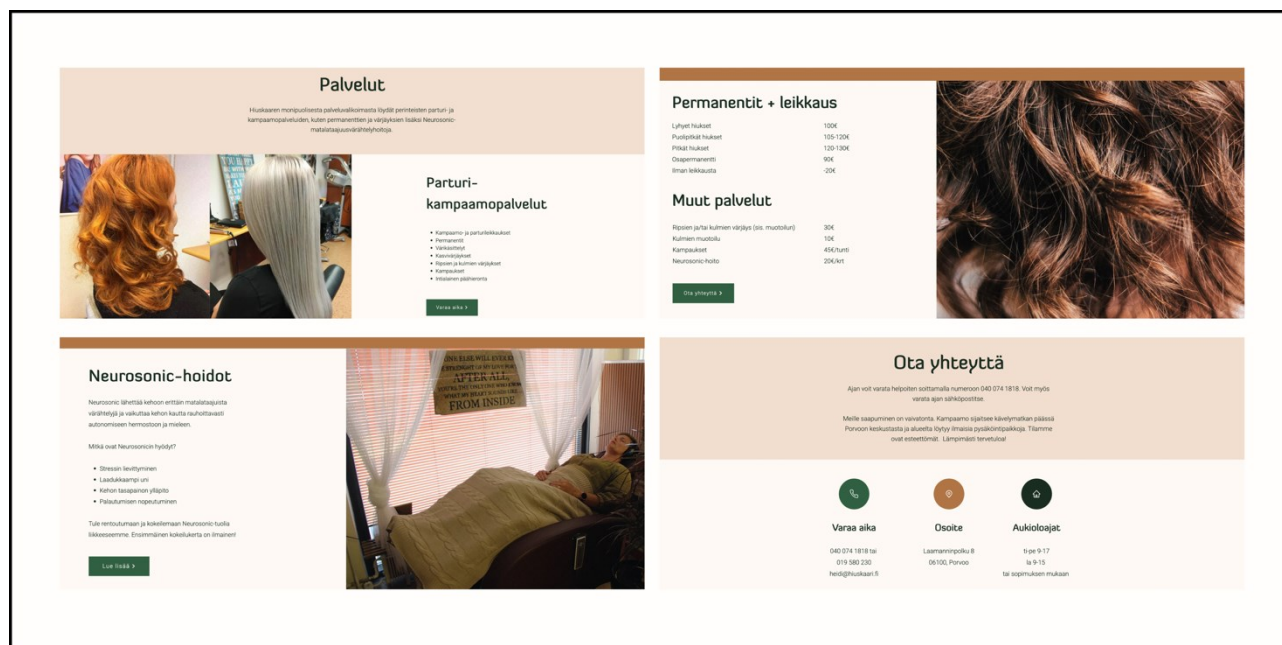 Palvelut
Hiuskaaren monipuolisesta palveluvalikoimasta löydät perinteisten parturi- ja
kampaamopalveluiden, kuten permanenttien ja värjäyksien lisäksi Neurosonic-
matalataajuusvärähtelyhoitoja.
Parturi-
kampaamopalvelut
Kampaamo- ja parturileikkaukset
Permanentit
Värikäsittelyt
Kasvivärjäykset
Ripsien ja kulmien värjäykset
Kampaukset
Intialainen päähieronta
Varaa aika >
Permanentit + leikkaus
Lyhyet hiukset 100€
Puolipitkät hiukset 105-120€
Pitkät hiukset 120-130€
Osapermanentti 90€
Ilman leikkausta -20€
Muut palvelut
Ripsien ja/tai kulmien värjäys (sis. muotoilun) 30€
Kulmien muotoilu 10€
Kampaukset 45€/tunti
Neurosonic-hoito 20€/krt
Ota yhteyttä >
Neurosonic-hoidot
Neurosonic lähettää kehoon erittäin matalataajuista
värähtelyä ja vaikuttaa kehon kautta rauhoittavasti
autonomiseen hermostoon ja mieleen.
Mitkä ovat Neurosonicin hyödyt?
Stressin lievittyminen
Laadukkaampi uni
Kehon tasapainon ylläpito
Palautumisen nopeutuminen
Tule rentoutumaan ja kokeilemaan Neurosonic-tuolia
liikkeeseemme. Ensimmäinen kokeilukerta on ilmainen!
Lue lisää >
AFTER ALL,
FROM INSIDE
Ota yhteyttä
Ajan voit varata helpoiten soittamalla numeroon 040 074 1818. Voit myös
varata ajan sähköpostitse.
Meille saapuminen on vaivatonta. Kampaamo sijaitsee kävelymatkan päässä
Porvoon keskustasta ja alueelta löytyy ilmaisia pysäköintipaikkoja. Tilamme
ovat esteettömät. Lämpimästi tervetuloa!
Varaa aika
040 074 1818 tai
019 580 230
heidi@hiuskaari.fi
Osoite
Laamanninpolku 8
06100, Porvoo
Aukioloajat
ti-pe 9-17
la 9-15
tai sopimuksen mukaan